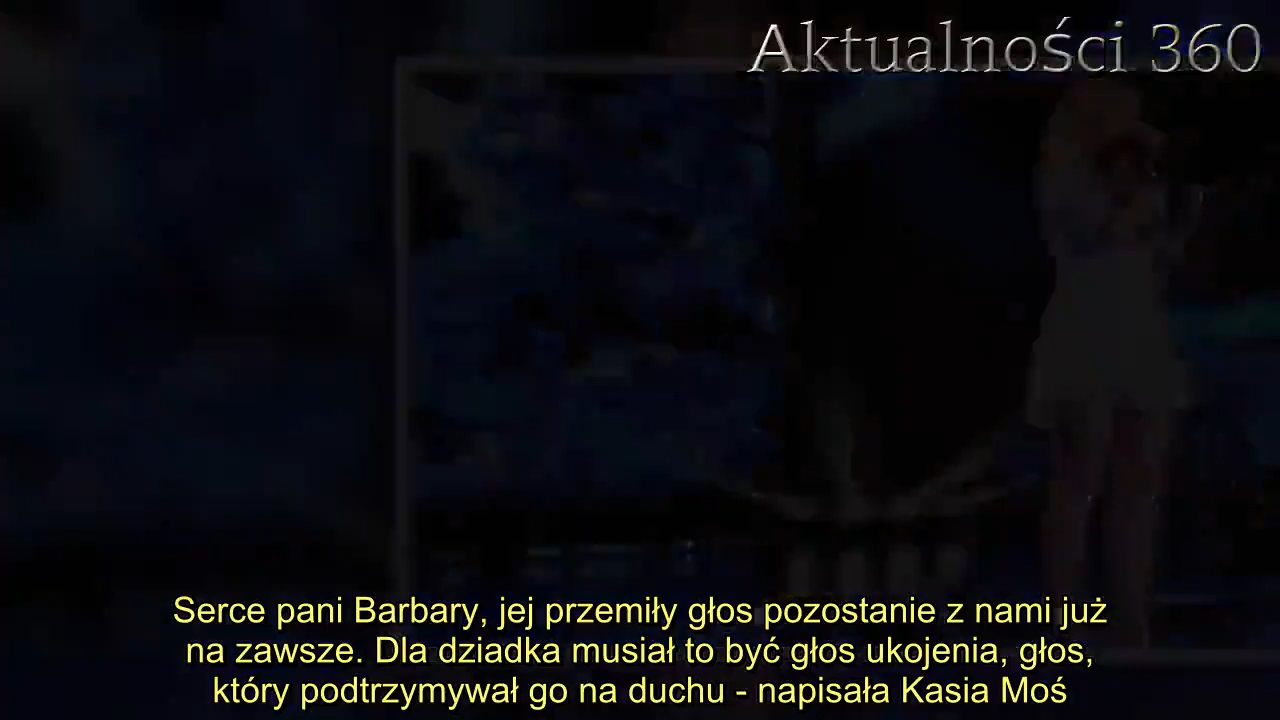 Aktualności 360
Serce pani Barbary, jej przemiły głos pozostanie z nami już
na zawsze. Dla dziadka musiał to być głos ukojenia, głos,
który podtrzymywał go na duchu - napisała Kasia Moś